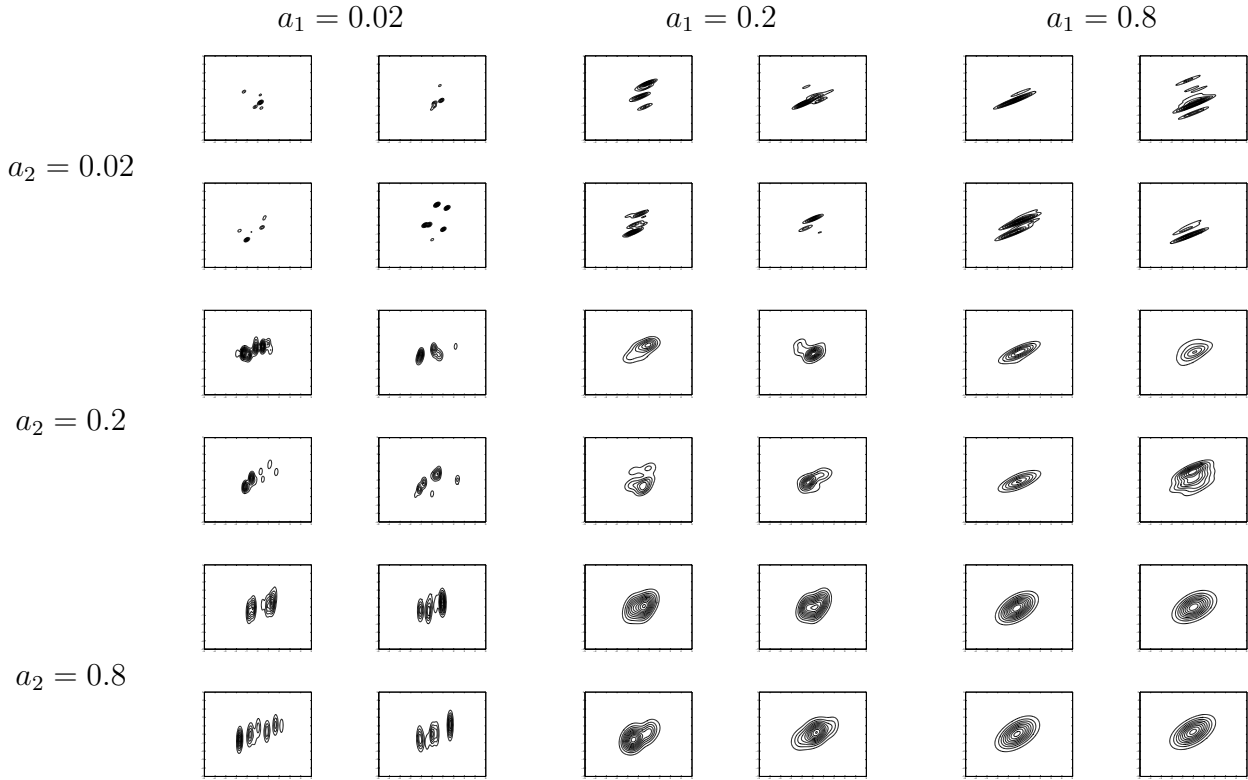 a₁ = 0.02
a₁ = 0.2
a₁ = 0.8
a₂ = 0.02
a₂ = 0.2
a₂ = 0.8